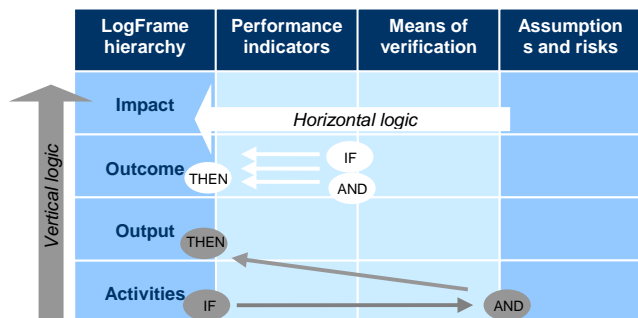 LogFrame Performance Means of Assumption
hierarchy indicators verification s and risks
Impact
Horizontal logic
IF
Outcome
THEN
AND
Vertical logic
Output
THEN
Activities
IF
AND